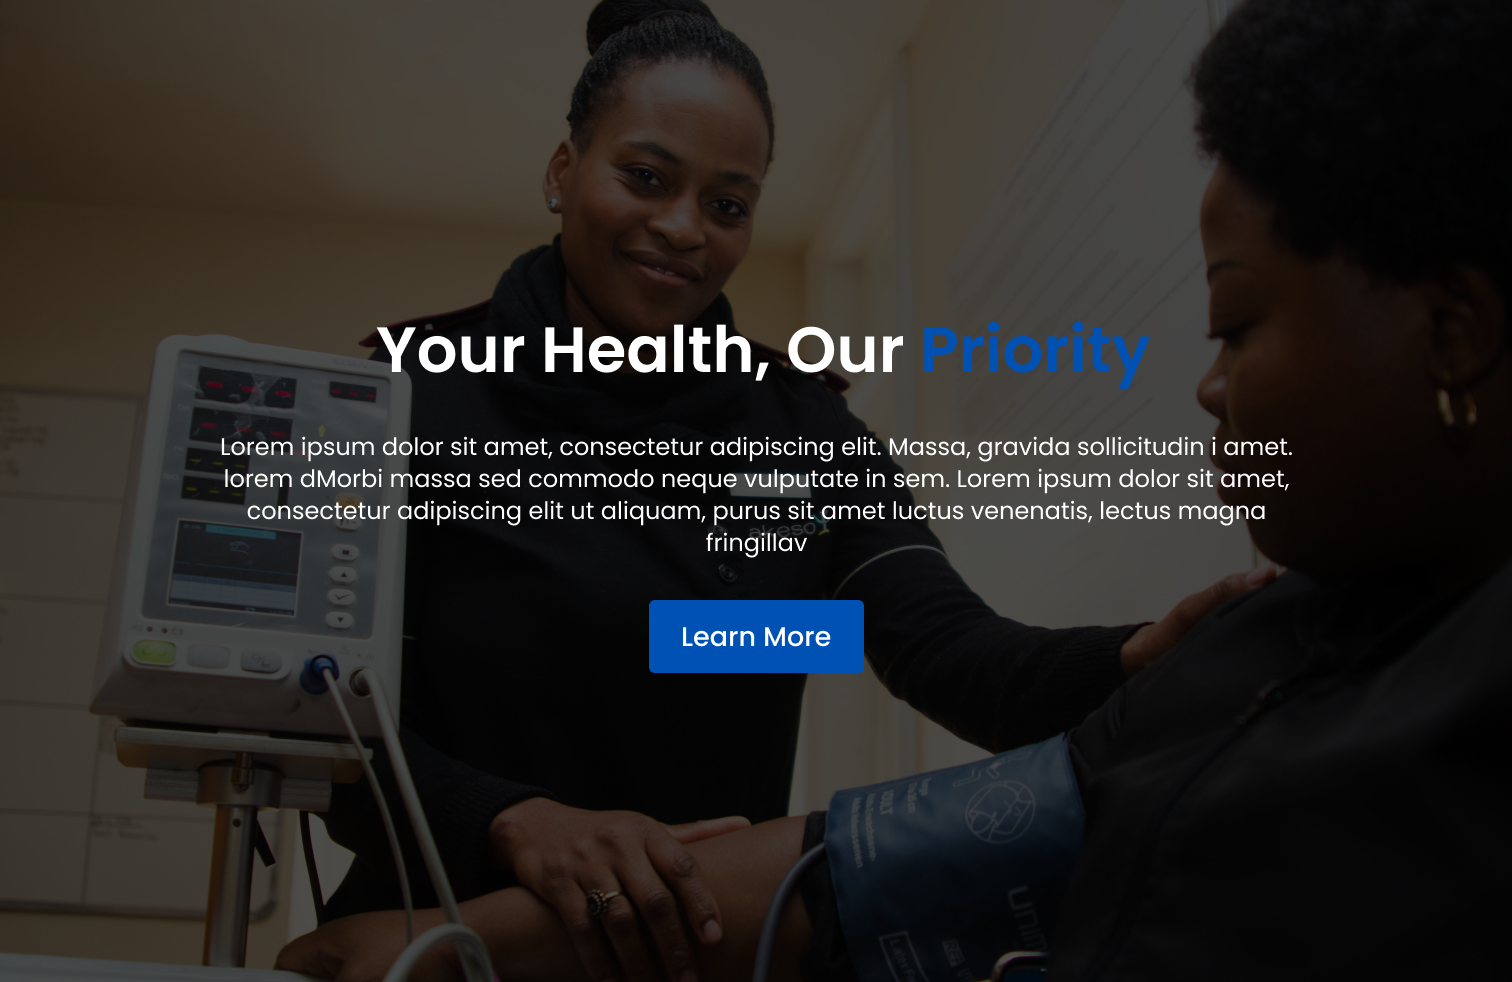 Your Health, Our Priority
Lorem ipsum dolor sit amet, consectetur adipiscing elit. Massa, gravida sollicitudin i amet.
lorem dMorbi massa sed commodo neque vulputate in sem. Lorem ipsum dolor sit amet,
consectetur adipiscing elit ut aliquam, purus sit amet luctus venenatis, lectus magna
fringillav
akeso
Learn More